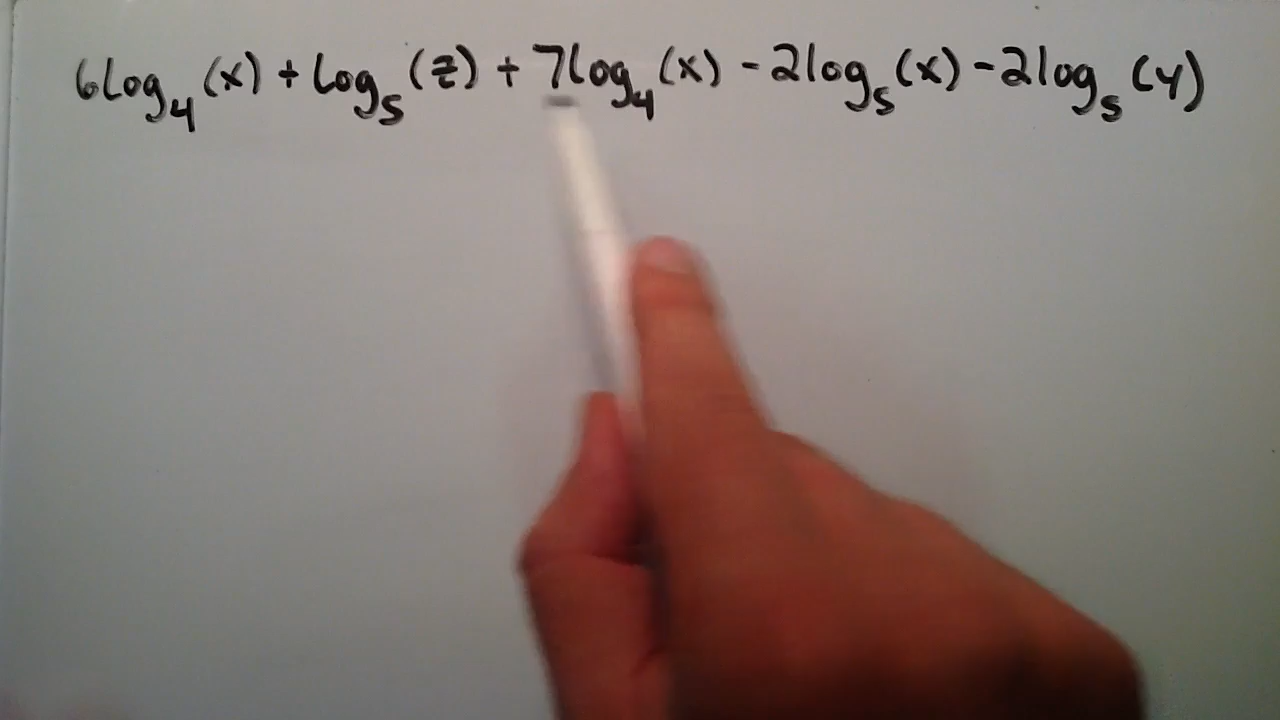 6log₄(x) + log₅(z) + 7log₄(x) - 2log₅(x) - 2log₅(y)